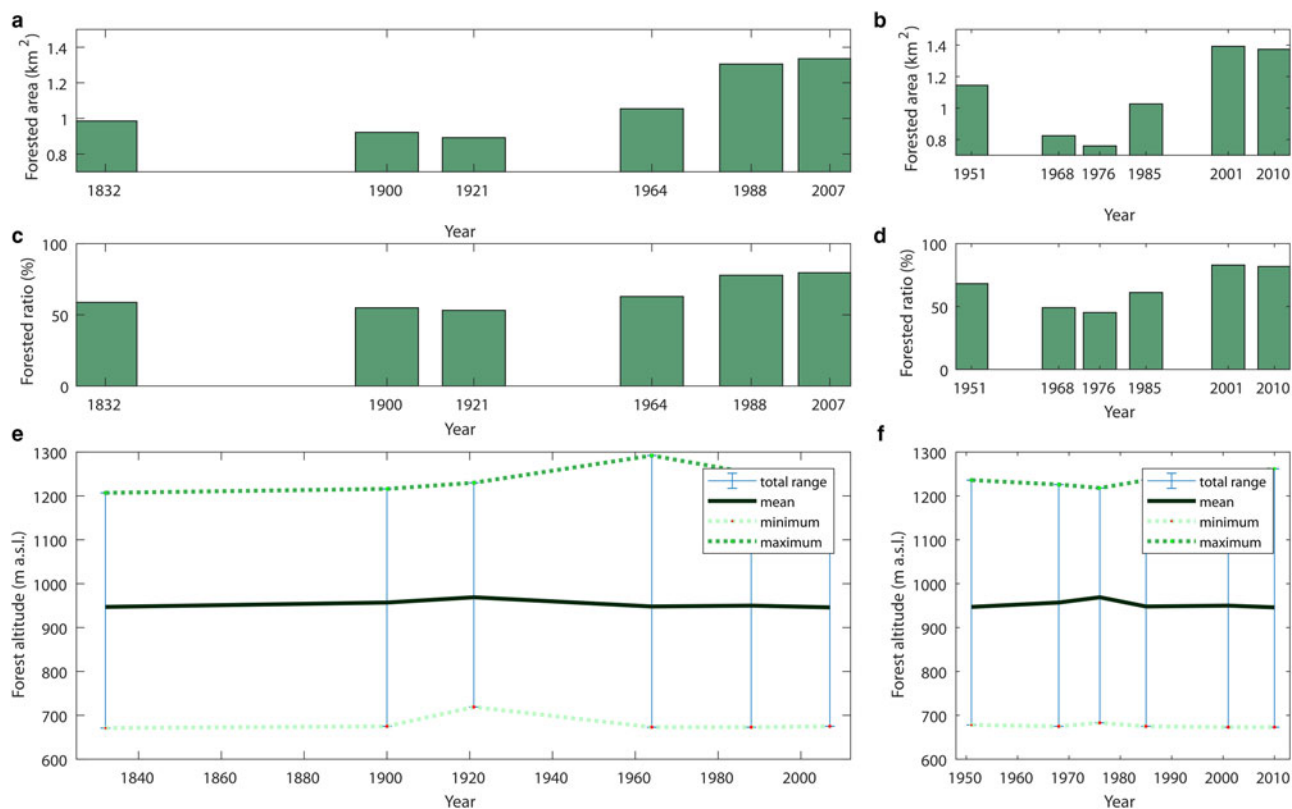 a
Forested area (km²)
1.4
1.2
1
0.8
1832
1900
1921
1964
1988
2007
Year
b
Forested area (km²)
1.4
1.2
1
0.8
1951
1968
1976
1985
2001
2010
Year
c
Forested ratio (%)
100
50
0
1832
1900
1921
1964
1988
2007
Year
d
Forested ratio (%)
100
50
0
1951
1968
1976
1985
2001
2010
Year
e
Forest altitude (m a.s.l.)
1300
1200
1100
1000
900
800
700
600
total range
mean
minimum
maximum
1840
1860
1880
1900
1920
1940
1960
1980
2000
Year
f
Forest altitude (m a.s.l.)
1300
1200
1100
1000
900
800
700
600
total range
mean
minimum
maximum
1950
1960
1970
1980
1990
2000
2010
Year